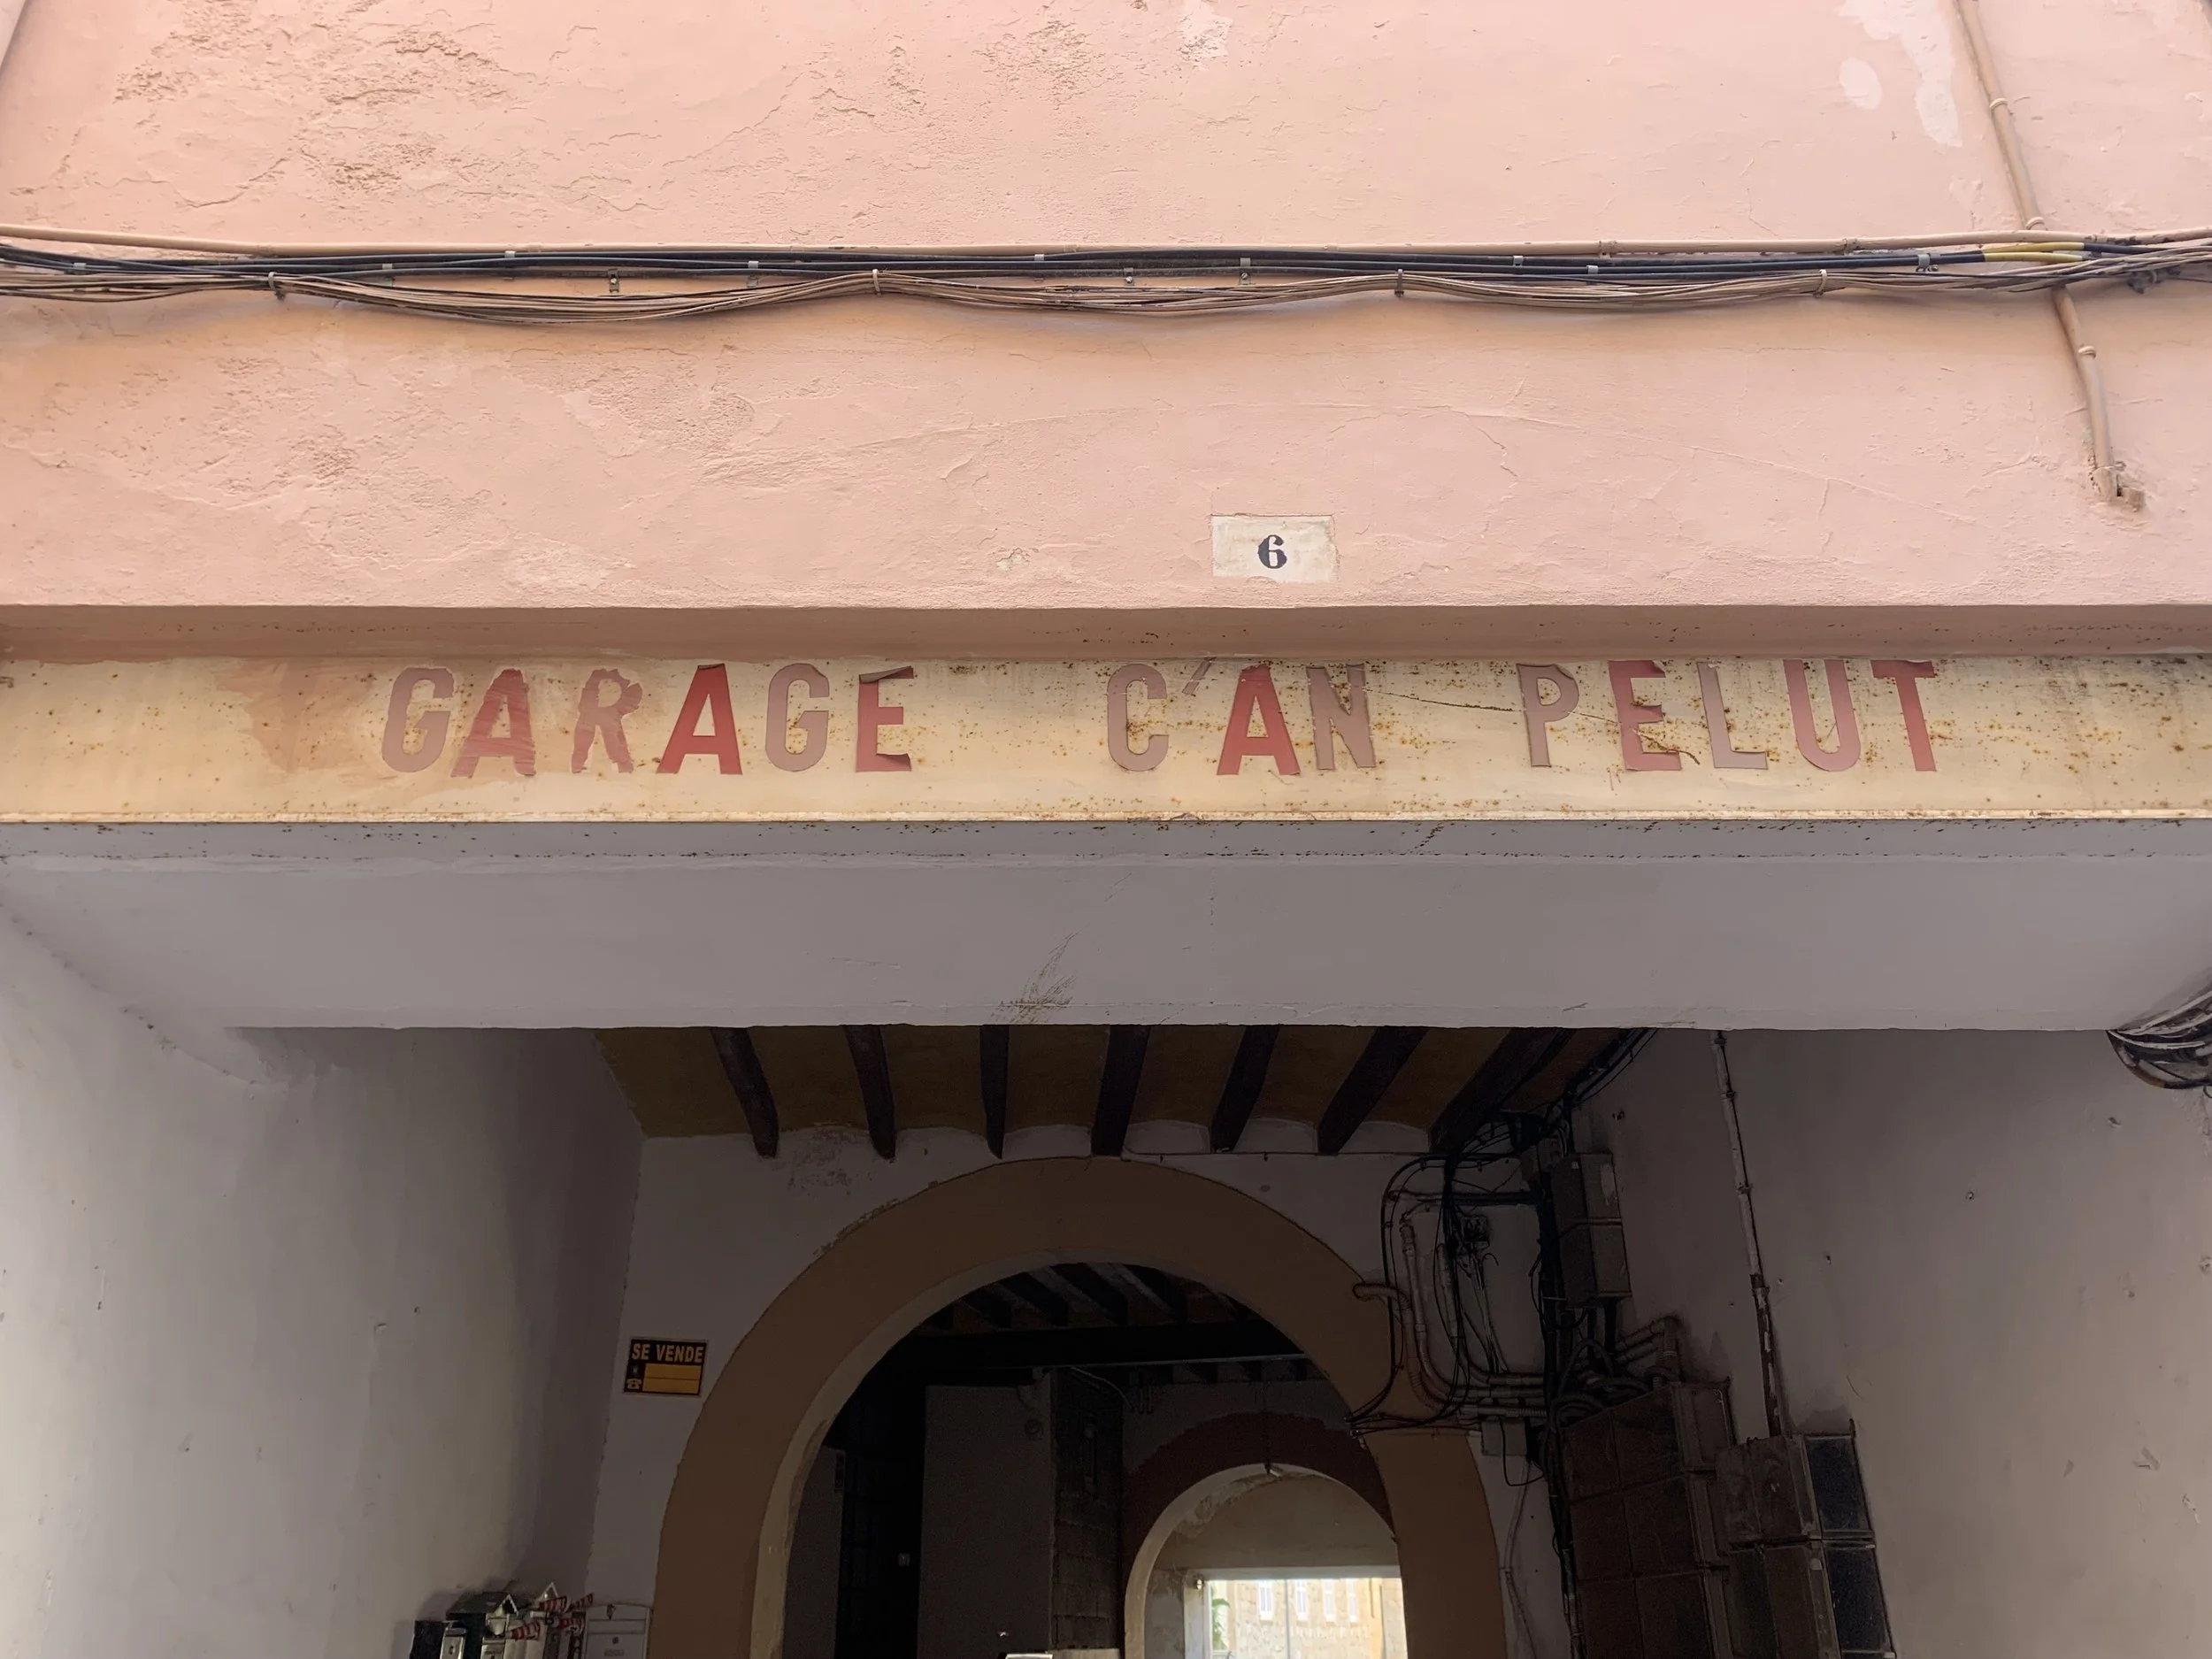 6
GARAGE C'AN PELUT
SE VENDE